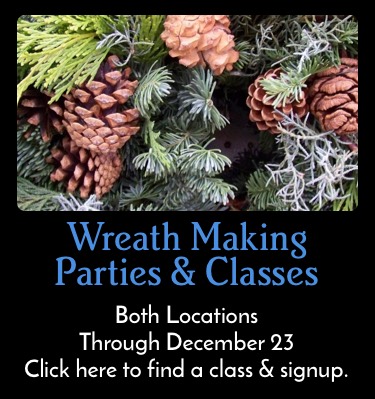 Wreath Making
Parties & Classes
Both Locations
Through December 23
Click here to find a class & signup.